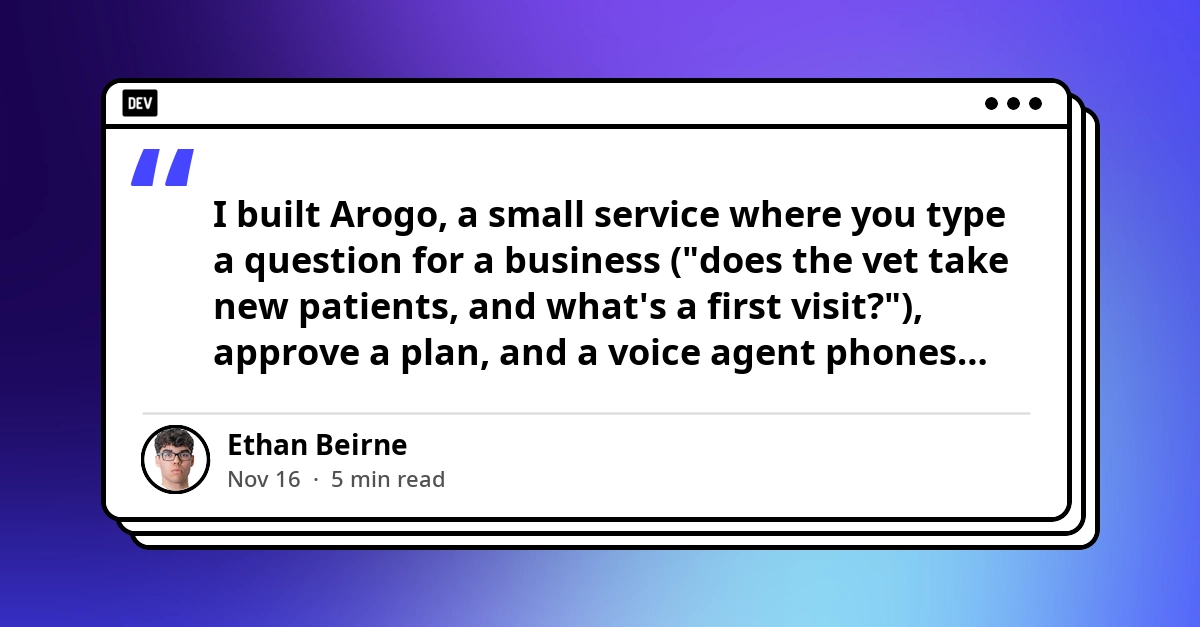 DEV
I built Arogo, a small service where you type
a question for a business ("does the vet take
new patients, and what's a first visit?"),
approve a plan, and a voice agent phones...
Ethan Beirne
Nov 16 · 5 min read